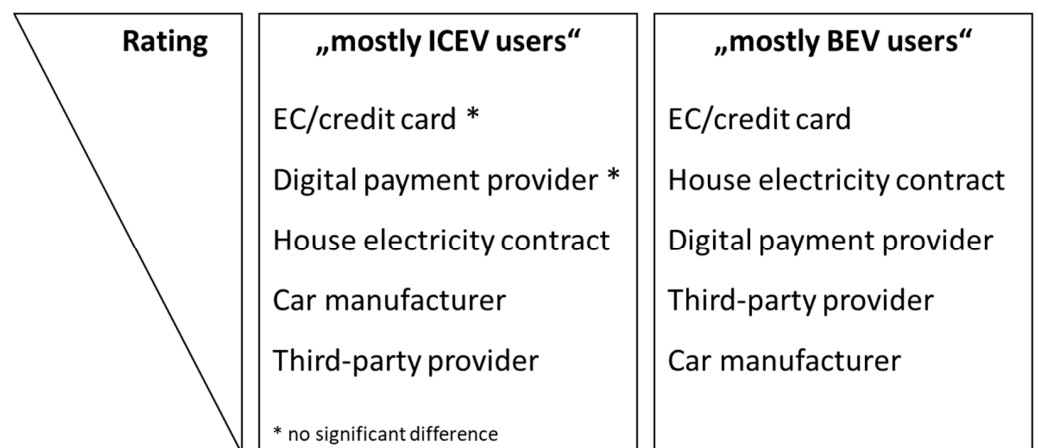 Rating
„mostly ICEV users“
EC/credit card *
Digital payment provider *
House electricity contract
Car manufacturer
Third-party provider
* no significant difference
„mostly BEV users“
EC/credit card
House electricity contract
Digital payment provider
Third-party provider
Car manufacturer